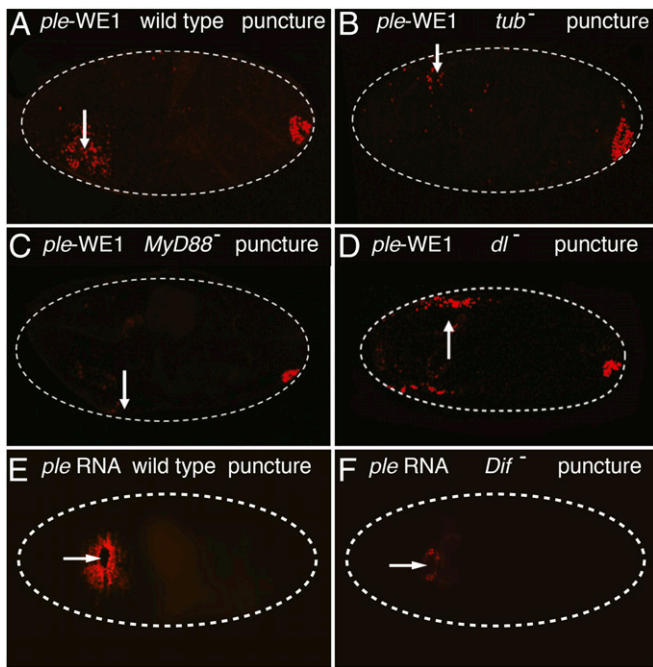 A ple-WE1 wild type puncture
B ple-WE1 tub⁻ puncture
C ple-WE1 MyD88⁻ puncture
D ple-WE1 dl⁻ puncture
E ple RNA wild type puncture
F ple RNA Dif⁻ puncture